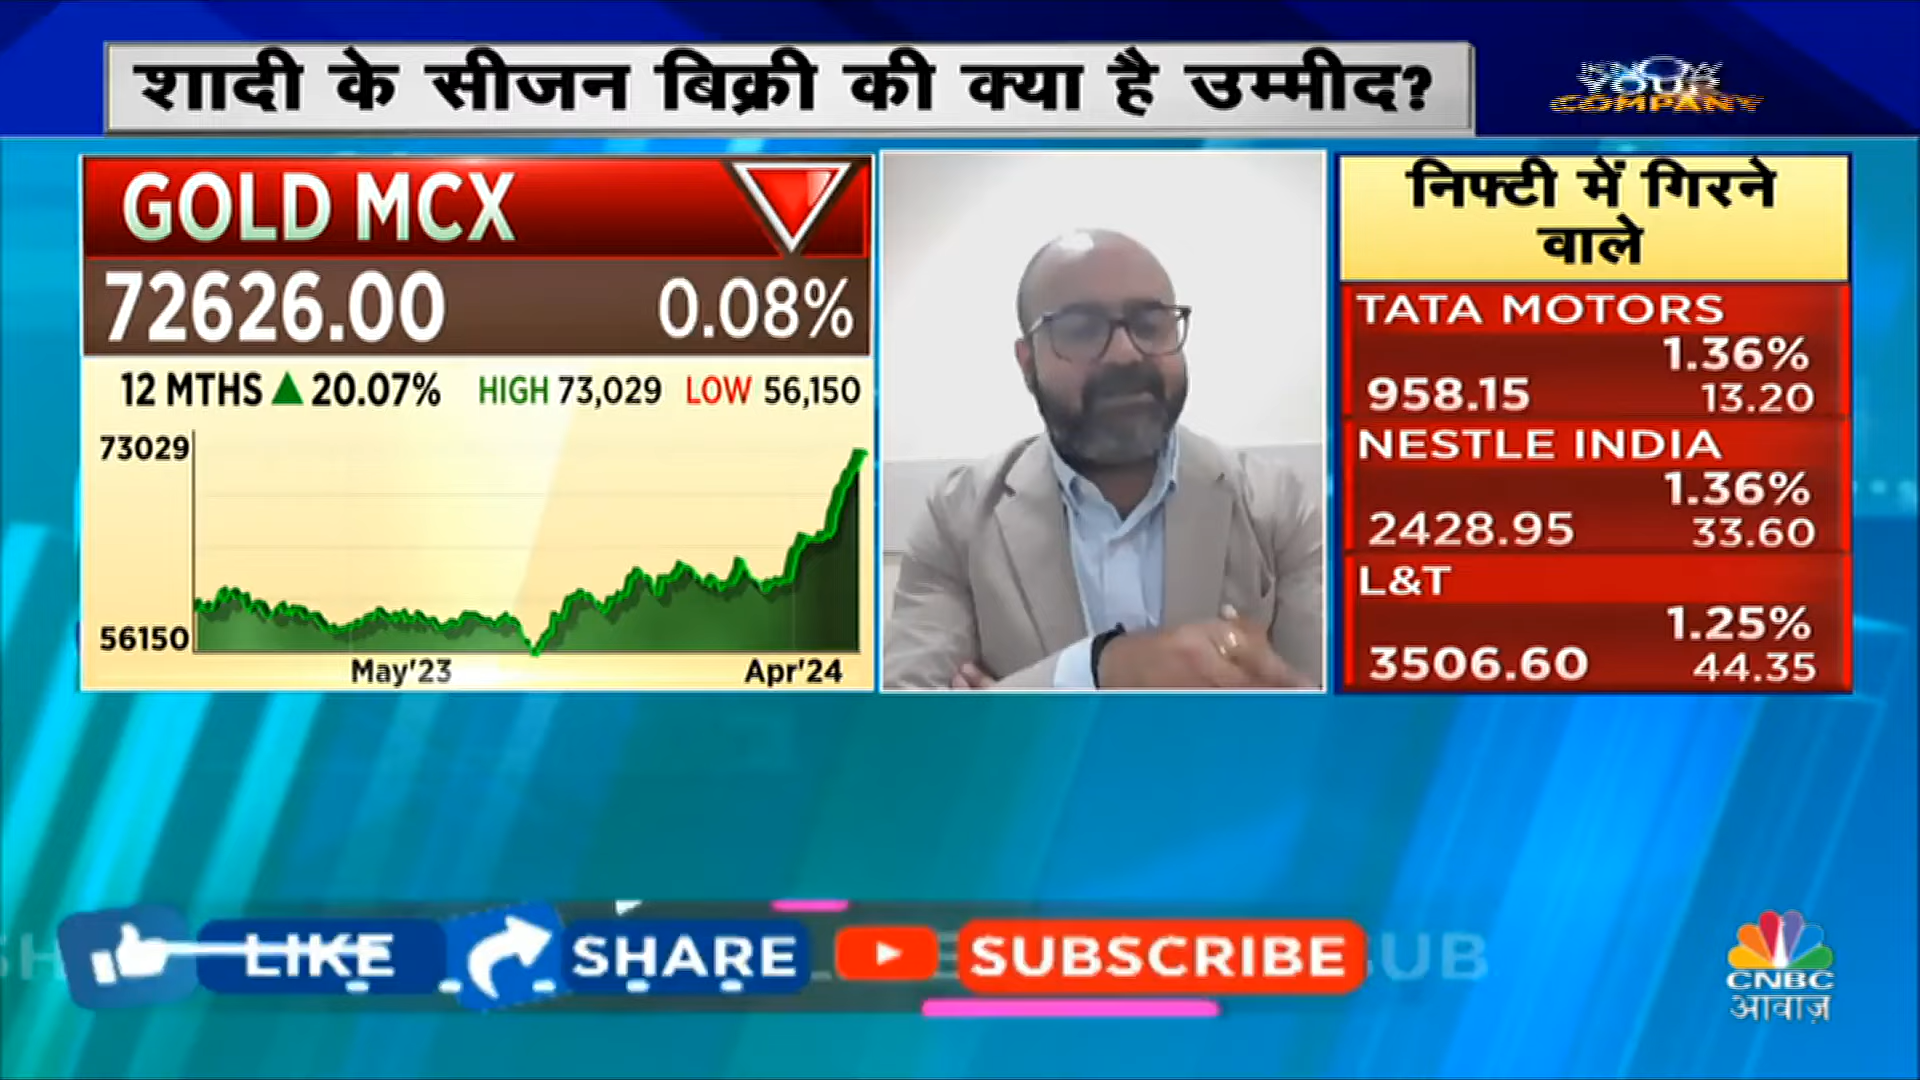 शादी के सीजन बिक्री की क्या है उम्मीद?
KNOW
YOUR
COMPANY
GOLD MCX
72626.00 0.08%
12 MTHS ▲ 20.07% HIGH 73,029 LOW 56,150
73029
56150
May'23 Apr'24
निफ्टी में गिरने
वाले
TATA MOTORS
1.36%
958.15 13.20
NESTLE INDIA
1.36%
2428.95 33.60
L&T
1.25%
3506.60 44.35
LIKE SHARE SUBSCRIBE
CNBC
आवाज़